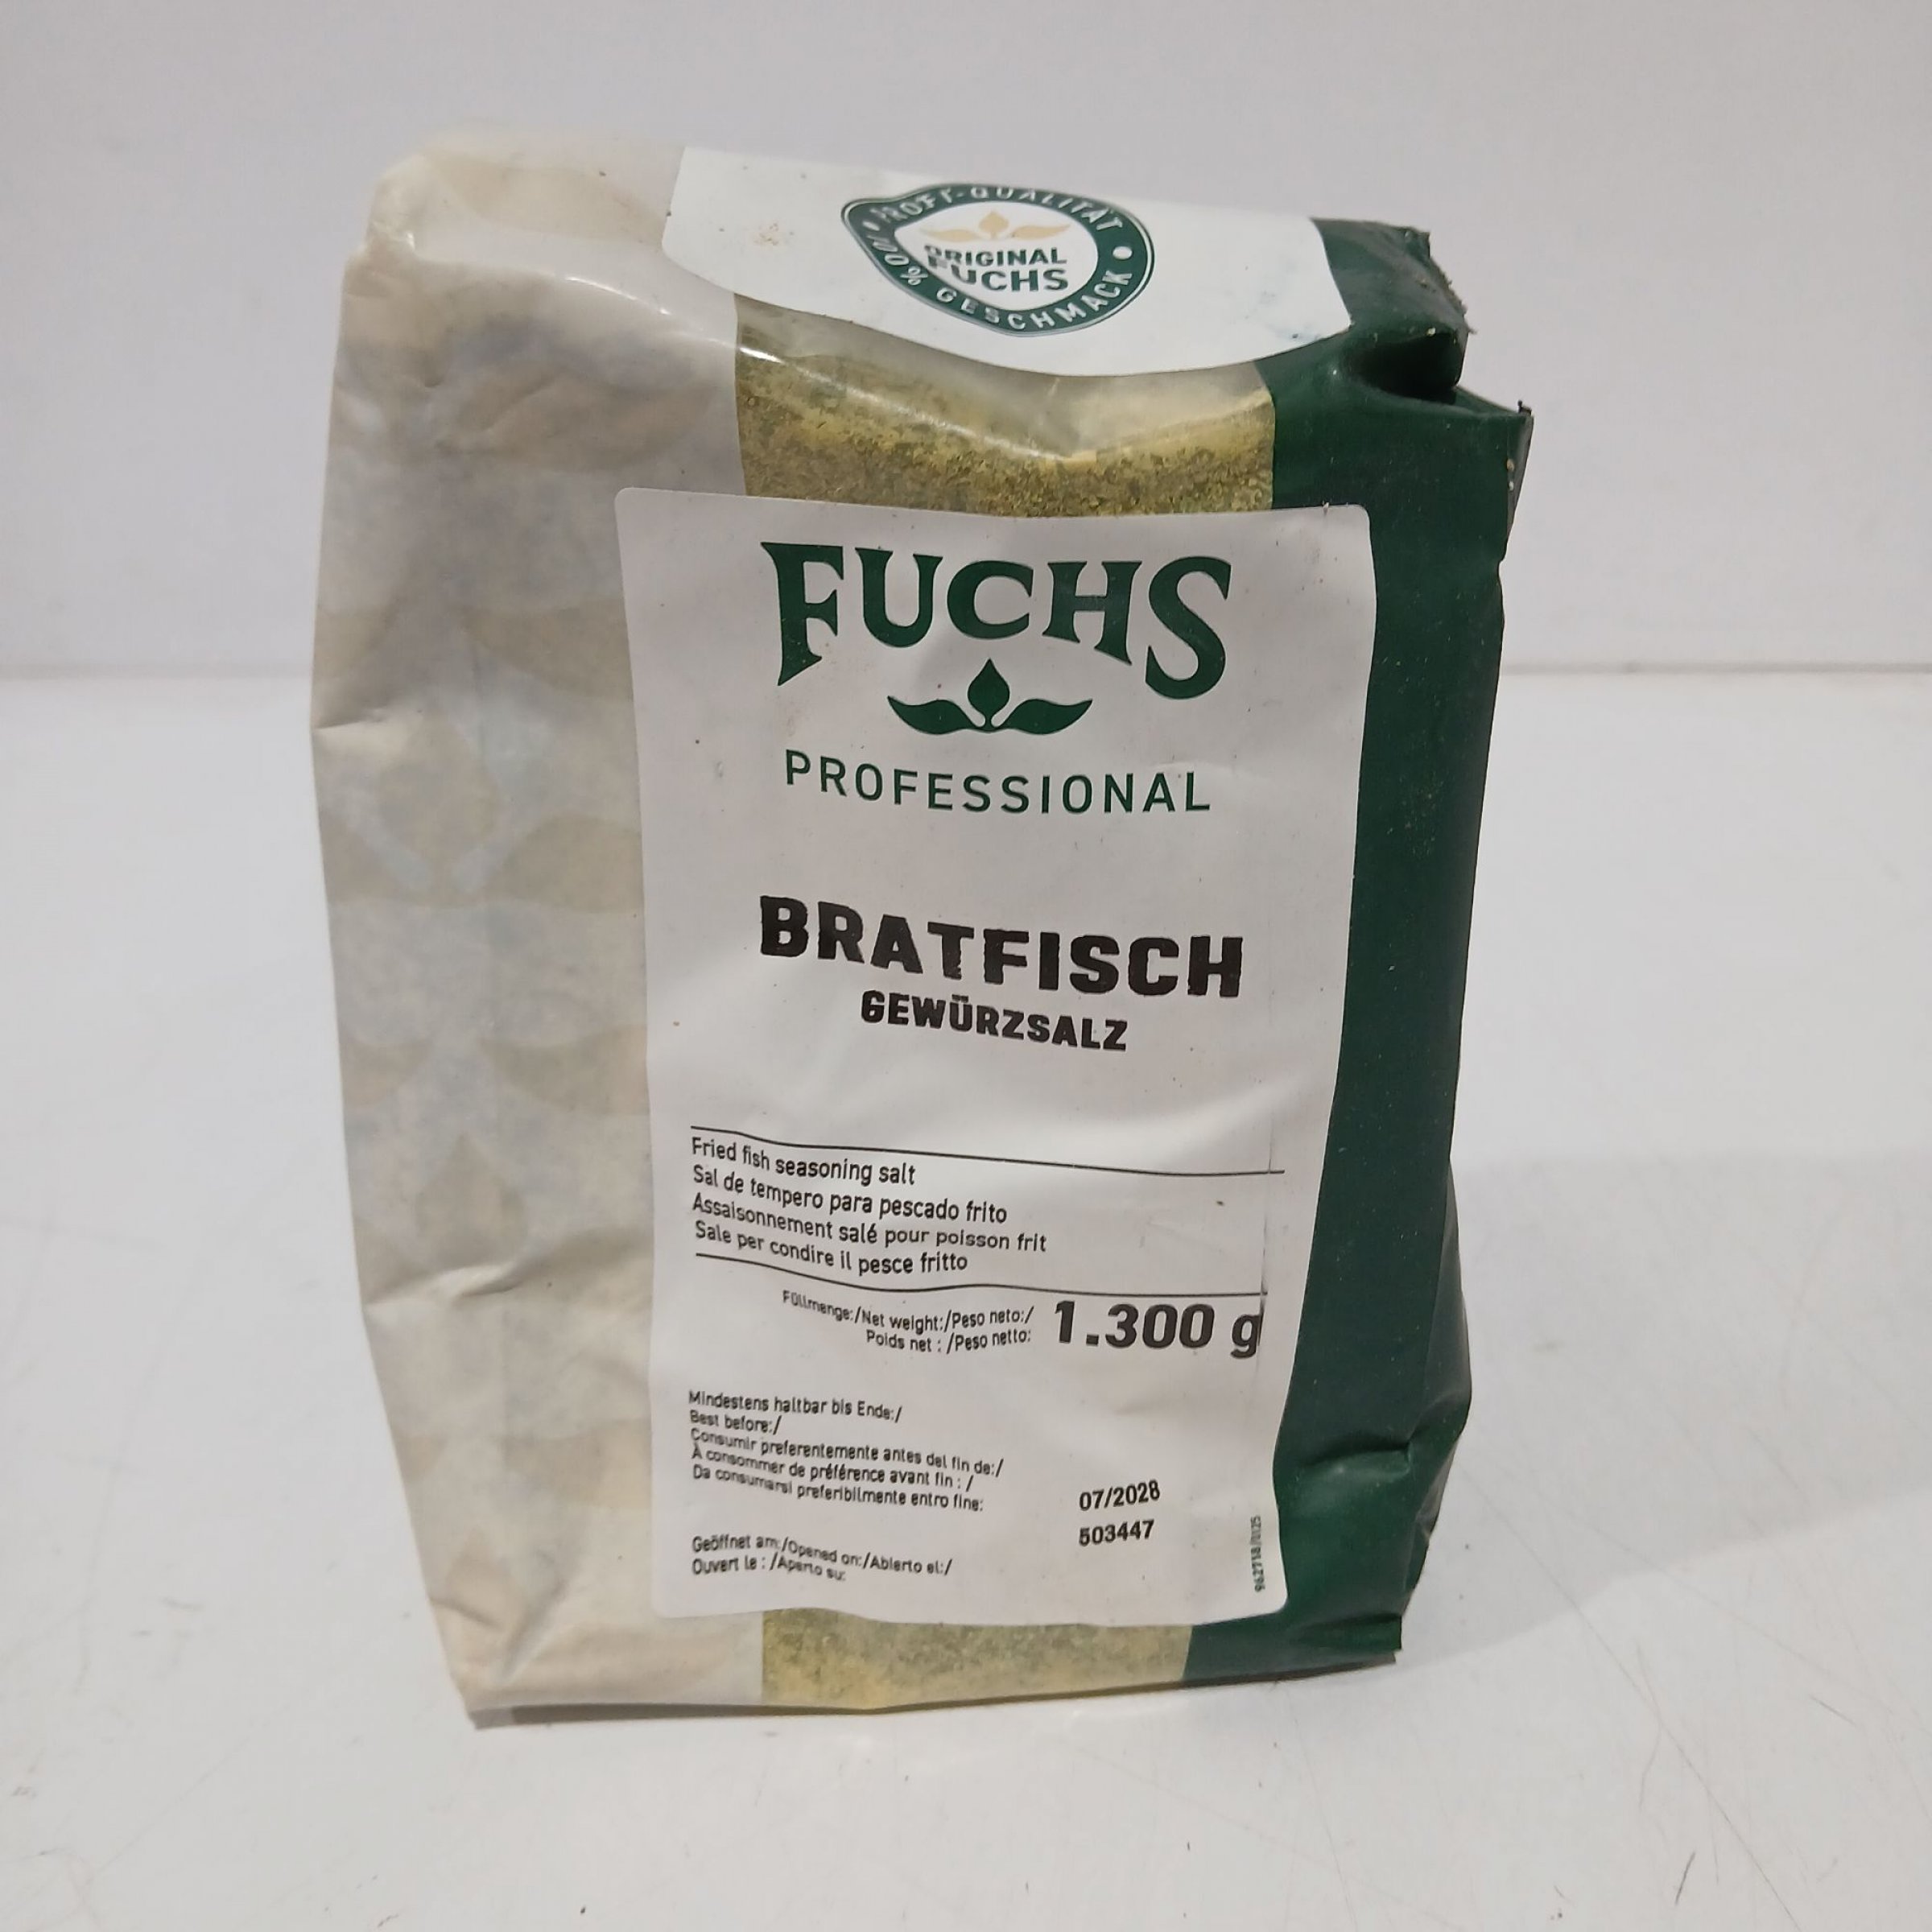 PROFI-QUALITÄT
ORIGINAL
FUCHS
100% GESCHMACK
FUCHS
PROFESSIONAL
BRATFISCH
GEWÜRZSALZ
Fried fish seasoning salt
Sal de tempero para pescado frito
Assaisonnement salé pour poisson frit
Sale per condire il pesce fritto
Füllmenge:/Net weight:/Peso neto:/
Poids net : /Peso netto:
1.300 g
Mindestens haltbar bis Ende:/
Best before:/
Consumir preferentemente antes del fin de:/
À consommer de préférence avant fin : /
Da consumarsi preferibilmente entro fine:
07/2028
503447
Geöffnet am:/Opened on:/Abierto el:/
Ouvert le : /Aperto su:
962718/0125